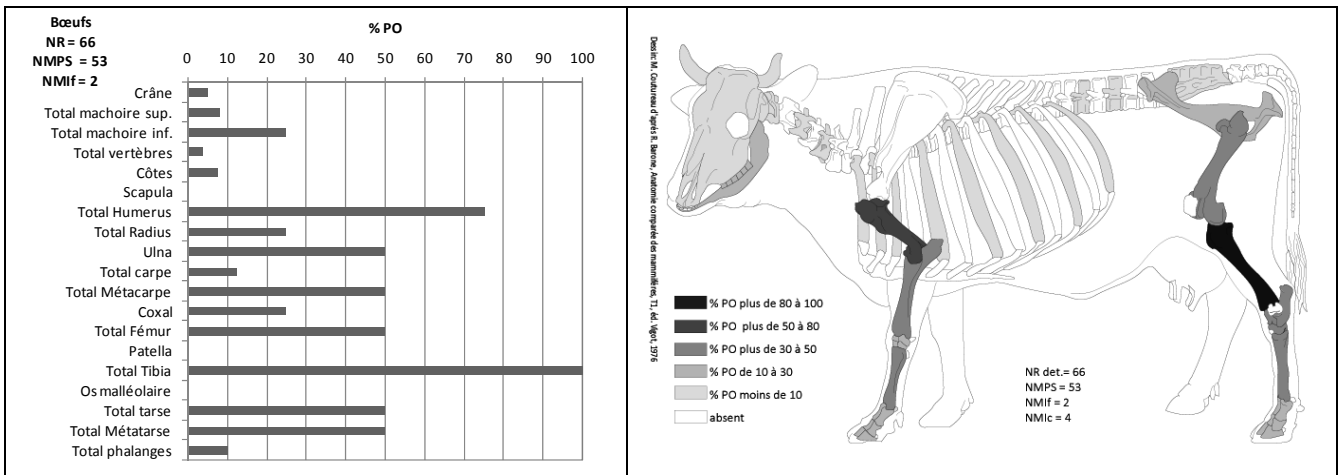 Bœufs
NR = 66
NMPS = 53
NMIf = 2
% PO
0 10 20 30 40 50 60 70 80 90 100
Crâne
Total machoire sup.
Total machoire inf.
Total vertèbres
Côtes
Scapula
Total Humerus
Total Radius
Ulna
Total carpe
Total Métacarpe
Coxal
Total Fémur
Patella
Total Tibia
Os malléolaire
Total tarse
Total Métatarse
Total phalanges
Dessin: M. Coutureau d'après R. Barone, Anatomie comparée des mammifères, T1, éd. Vigot, 1976
% PO plus de 80 à 100
% PO plus de 50 à 80
% PO plus de 30 à 50
% PO de 10 à 30
% PO moins de 10
absent
NR det.= 66
NMPS = 53
NMIf = 2
NMIc = 4